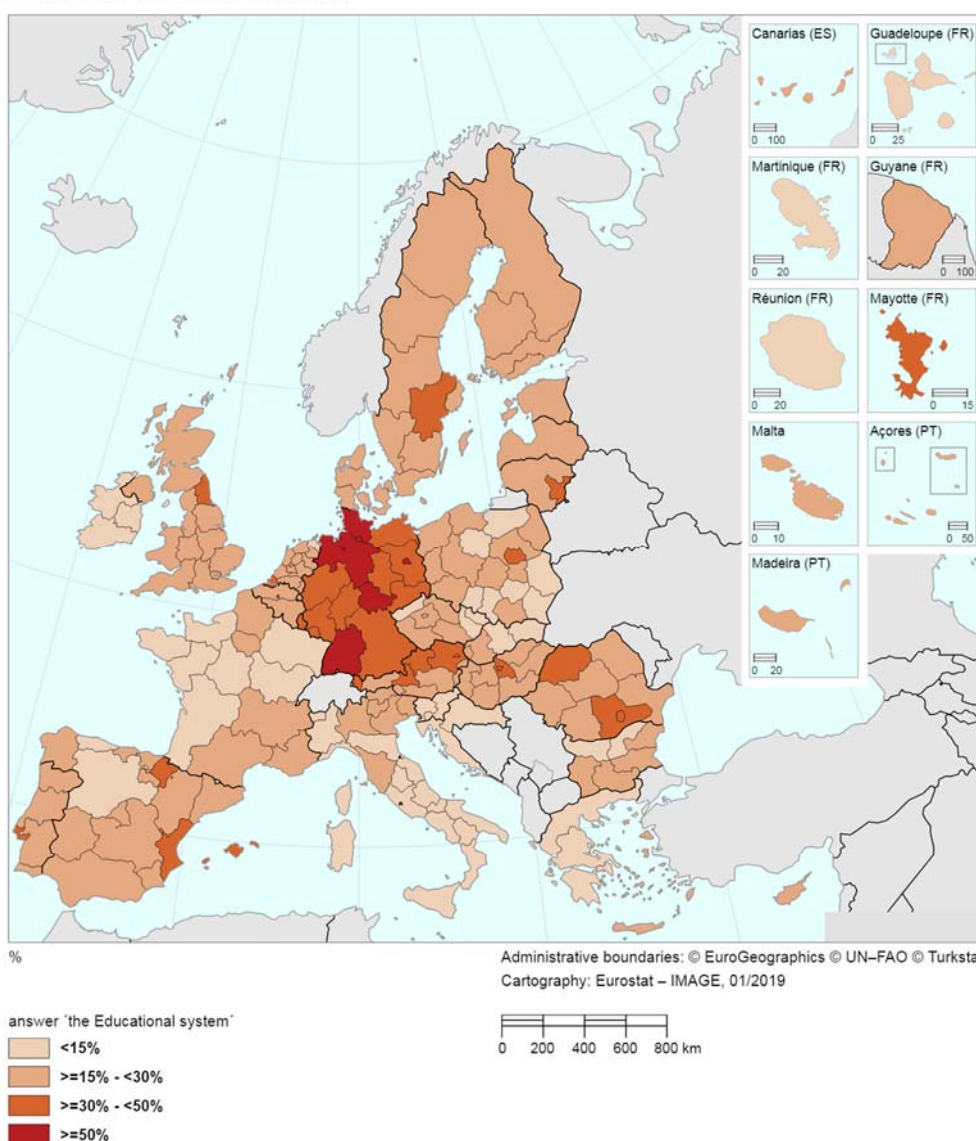 Canarias (ES)
0 100
Guadeloupe (FR)
0 25
Martinique (FR)
0 20
Guyane (FR)
0 100
Réunion (FR)
0 20
Mayotte (FR)
0 15
Malta
0 10
Açores (PT)
0 50
Madeira (PT)
0 20
%
Administrative boundaries: © EuroGeographics © UN–FAO © Turksta
Cartography: Eurostat – IMAGE, 01/2019
answer ´the Educational system´
<15%
>=15% - <30%
>=30% - <50%
>=50%
0 200 400 600 800 km